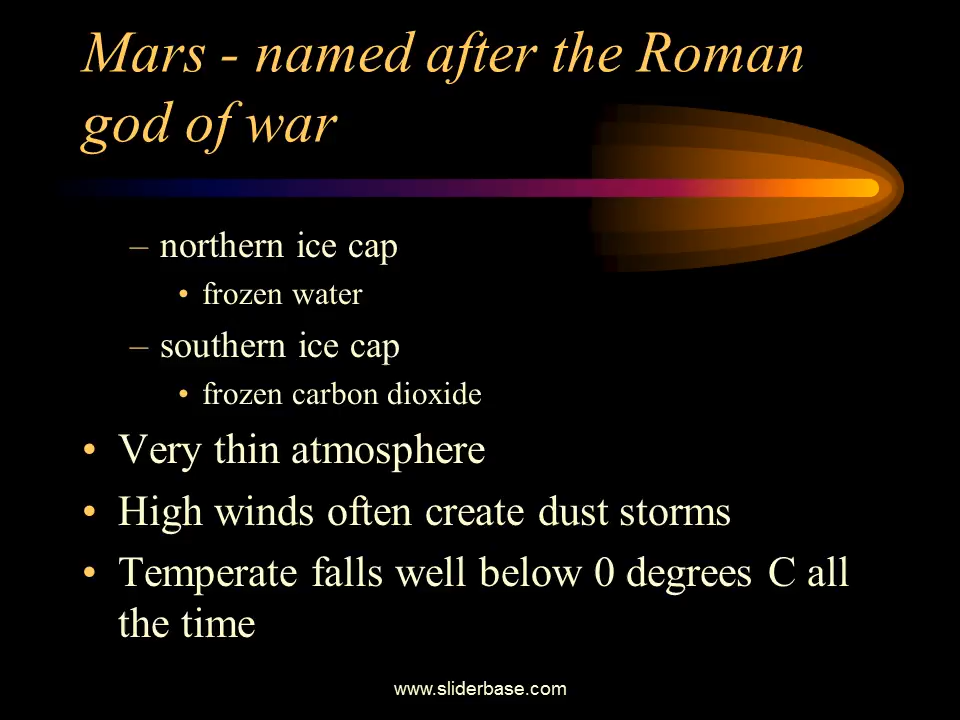 Mars - named after the Roman
god of war
– northern ice cap
• frozen water
– southern ice cap
• frozen carbon dioxide
• Very thin atmosphere
• High winds often create dust storms
• Temperate falls well below 0 degrees C all
the time
www.sliderbase.com